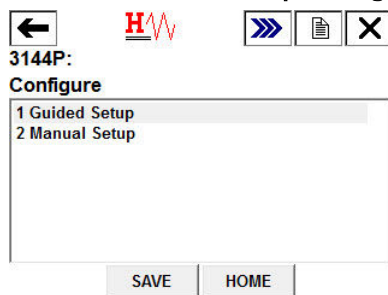 H
3144P:
Configure
1 Guided Setup
2 Manual Setup
SAVE HOME